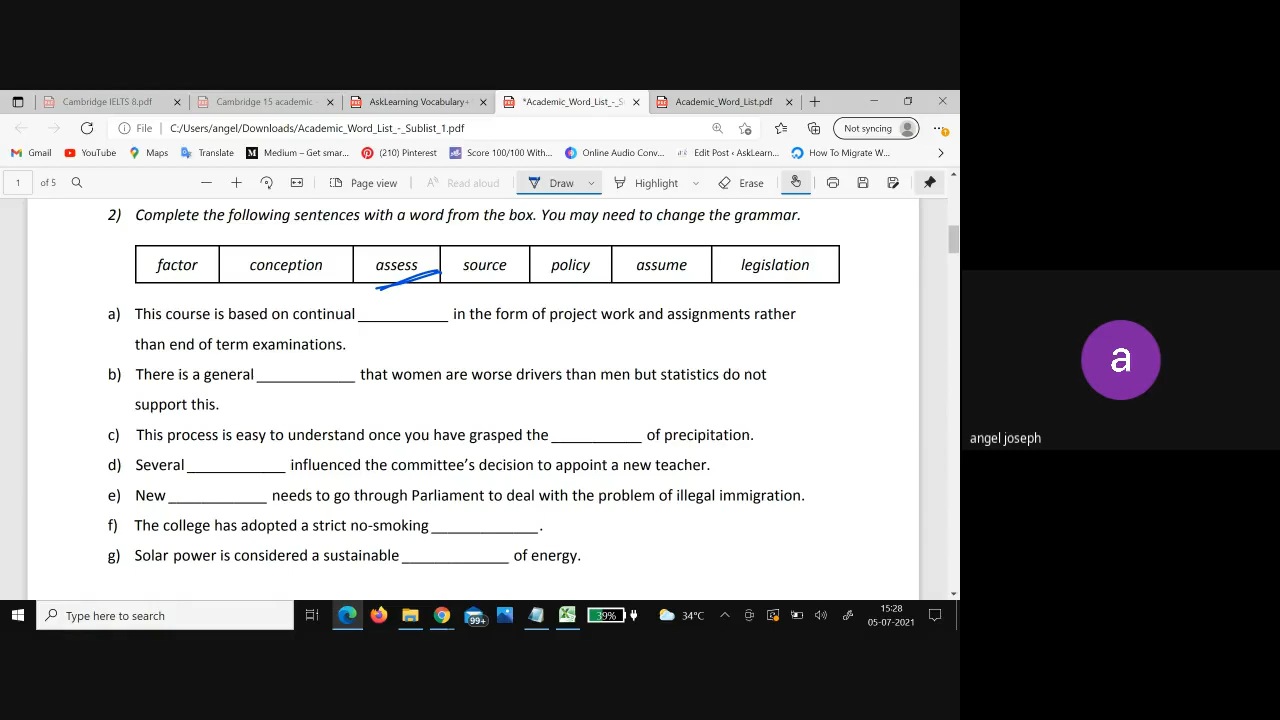 Cambridge IELTS 8.pdf
Cambridge 15 academic
AskLearning Vocabulary+
*Academic_Word_List_-_S
Academic_Word_List.pdf
File C:/Users/angel/Downloads/Academic_Word_List_-_Sublist_1.pdf
Not syncing
Gmail YouTube Maps Translate Medium – Get smar... (210) Pinterest Score 100/100 With... Online Audio Conv... Edit Post ‹ AskLearn... How To Migrate W...
1 of 5 Page view Read aloud Draw Highlight Erase
2) Complete the following sentences with a word from the box. You may need to change the grammar.
factor conception assess source policy assume legislation
a) This course is based on continual ___________ in the form of project work and assignments rather
than end of term examinations.
b) There is a general ____________ that women are worse drivers than men but statistics do not
support this.
c) This process is easy to understand once you have grasped the ___________ of precipitation.
d) Several ____________ influenced the committee's decision to appoint a new teacher.
e) New ____________ needs to go through Parliament to deal with the problem of illegal immigration.
f) The college has adopted a strict no-smoking _____________.
g) Solar power is considered a sustainable _____________ of energy.
a
angel joseph
Type here to search
99+
39%
34°C
15:28
05-07-2021